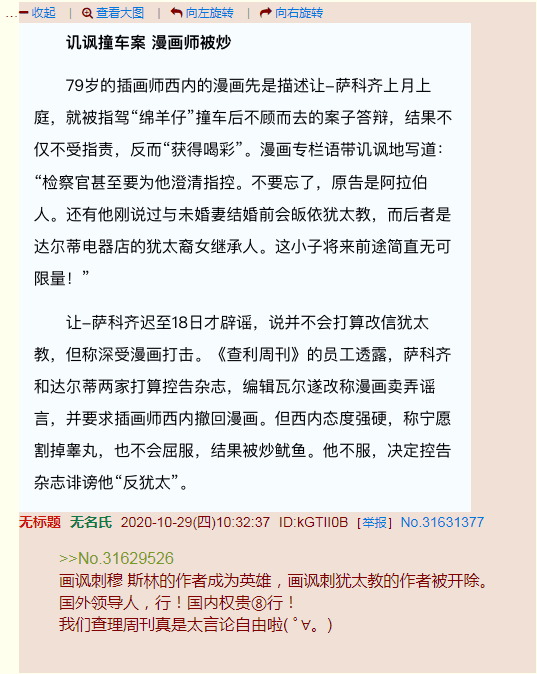 ...
收起 | 查看大图 | 向左旋转 | 向右旋转
讥讽撞车案 漫画师被炒
79岁的插画师西内的漫画先是描述让–萨科齐上月上
庭，就被指驾“绵羊仔”撞车后不顾而去的案子答辩，结果不
仅不受指责，反而“获得喝彩”。漫画专栏语带讥讽地写道：
“检察官甚至要为他澄清指控。不要忘了，原告是阿拉伯
人。还有他刚说过与未婚妻结婚前会皈依犹太教，而后者是
达尔蒂电器店的犹太裔女继承人。这小子将来前途简直无可
限量！”
让–萨科齐迟至18日才辟谣，说并不会打算改信犹太
教，但称深受漫画打击。《查利周刊》的员工透露，萨科齐
和达尔蒂两家打算控告杂志，编辑瓦尔遂改称漫画卖弄谣
言，并要求插画师西内撤回漫画。但西内态度强硬，称宁愿
割掉睾丸，也不会屈服，结果被炒鱿鱼。他不服，决定控告
杂志诽谤他“反犹太”。
无标题 无名氏 2020-10-29(四)10:32:37 ID:kGTII0B [举报] No.31631377
>>No.31629526
画讽刺穆 斯林的作者成为英雄，画讽刺犹太教的作者被开除。
国外领导人，行！国内权贵⑧行！
我们查理周刊真是太言论自由啦( ﾟ∀。)